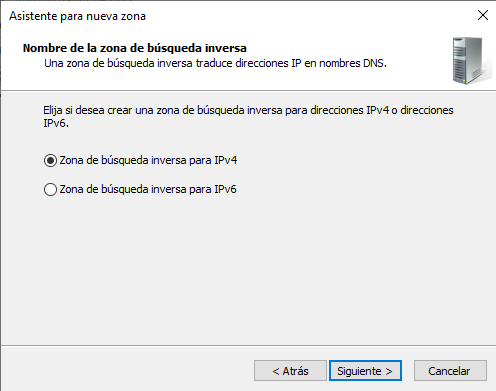 Asistente para nueva zona
Nombre de la zona de búsqueda inversa
Una zona de búsqueda inversa traduce direcciones IP en nombres DNS.
Elija si desea crear una zona de búsqueda inversa para direcciones IPv4 o direcciones
IPv6.
Zona de búsqueda inversa para IPv4
Zona de búsqueda inversa para IPv6
< Atrás
Siguiente >
Cancelar